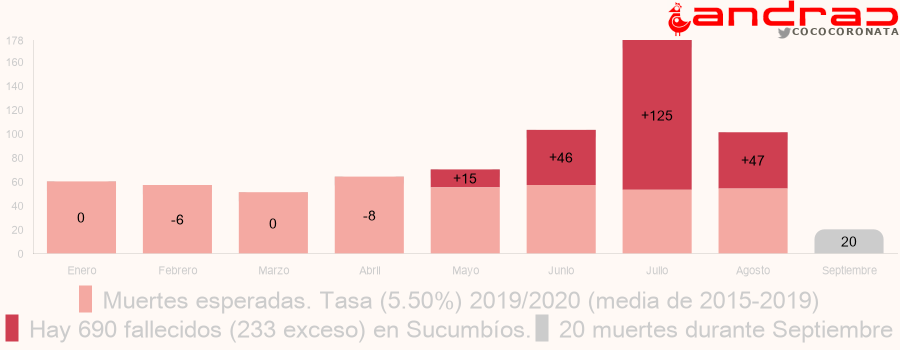 andrab
COCOCORONATA
178
160
140
120
100
80
60
40
20
0
0
-6
0
-8
+15
+46
+125
+47
20
Enero
Febrero
Marzo
Abril
Mayo
Junio
Julio
Agosto
Septiembre
Muertes esperadas. Tasa (5.50%) 2019/2020 (media de 2015-2019)
Hay 690 fallecidos (233 exceso) en Sucumbíos. 20 muertes durante Septiembre